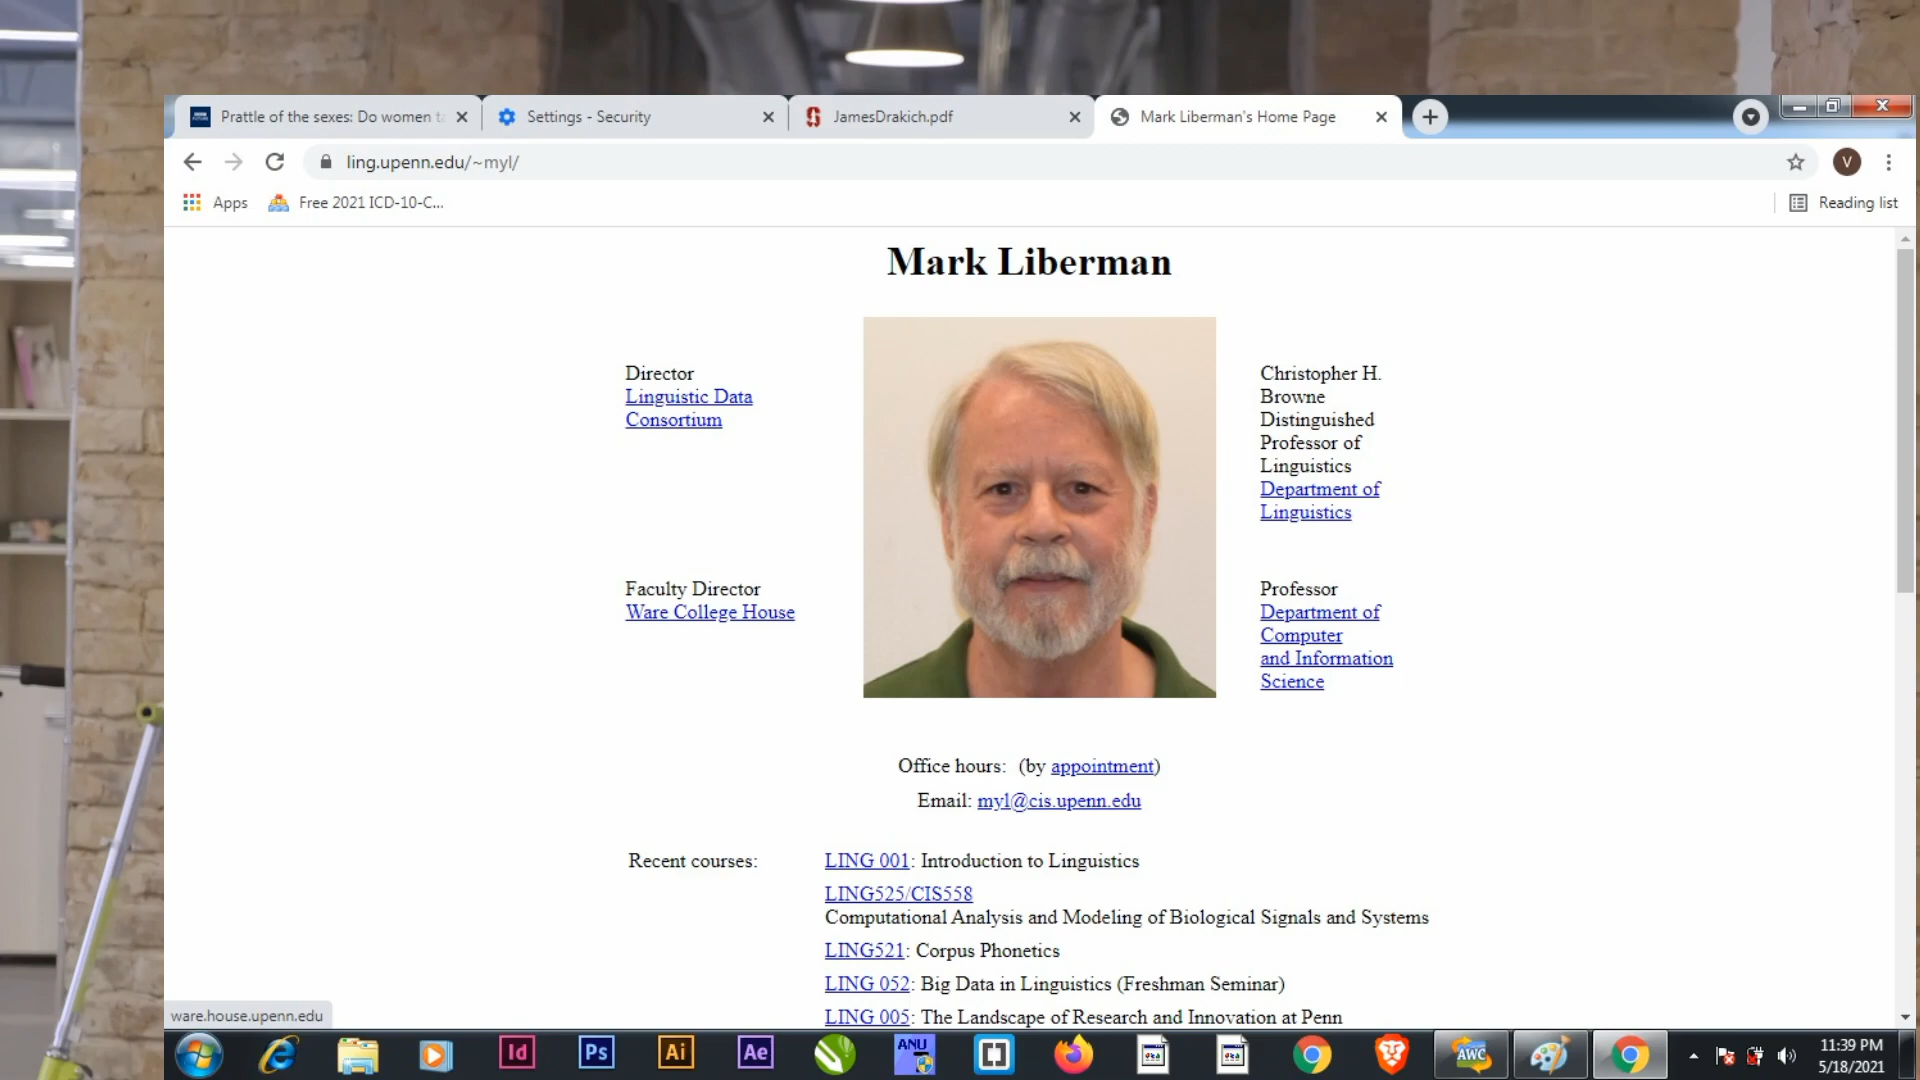 Prattle of the sexes: Do women ta
Settings - Security
JamesDrakich.pdf
Mark Liberman's Home Page
ling.upenn.edu/~myl/
V
Apps
Free 2021 ICD-10-C...
Reading list
Mark Liberman
Director
Linguistic Data
Consortium
Christopher H.
Browne
Distinguished
Professor of
Linguistics
Department of
Linguistics
Faculty Director
Ware College House
Professor
Department of
Computer
and Information
Science
Office hours: (by appointment)
Email: myl@cis.upenn.edu
Recent courses:
LING 001: Introduction to Linguistics
LING525/CIS558
Computational Analysis and Modeling of Biological Signals and Systems
LING521: Corpus Phonetics
LING 052: Big Data in Linguistics (Freshman Seminar)
LING 005: The Landscape of Research and Innovation at Penn
ware.house.upenn.edu
Id
Ps
Ai
Ae
ANU
AWC
11:39 PM
5/18/2021